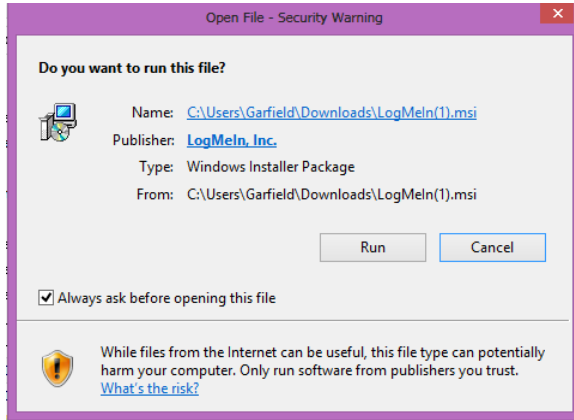 Open File - Security Warning
Do you want to run this file?
Name: C:\Users\Garfield\Downloads\LogMeIn(1).msi
Publisher: LogMeIn, Inc.
Type: Windows Installer Package
From: C:\Users\Garfield\Downloads\LogMeIn(1).msi
Run Cancel
Always ask before opening this file
While files from the Internet can be useful, this file type can potentially
harm your computer. Only run software from publishers you trust.
What's the risk?